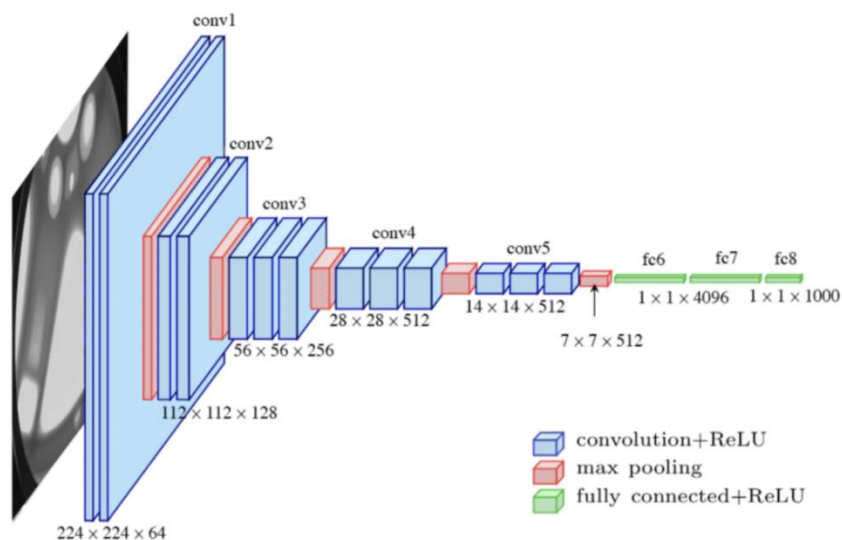 conv1
conv2
conv3
conv4
conv5
fc6
fc7
fc8
1 × 1 × 4096
1 × 1 × 1000
14 × 14 × 512
28 × 28 × 512
7 × 7 × 512
56 × 56 × 256
112 × 112 × 128
224 × 224 × 64
convolution+ReLU
max pooling
fully connected+ReLU